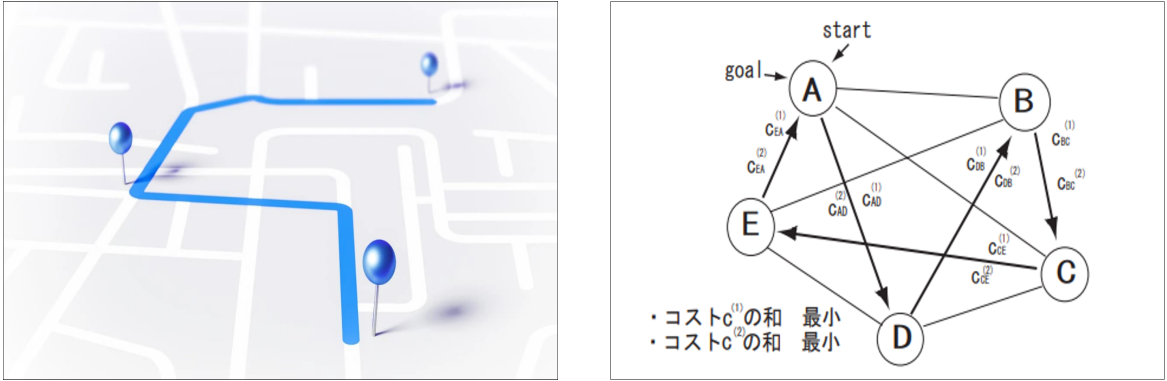 start
goal
A
B
C
D
E
C_EA^(1)
C_EA^(2)
C_AD^(2)
C_AD^(1)
C_DB^(1)
C_DB^(2)
C_BC^(1)
C_BC^(2)
C_CE^(1)
C_CE^(2)
・コストc^(1)の和 最小
・コストc^(2)の和 最小